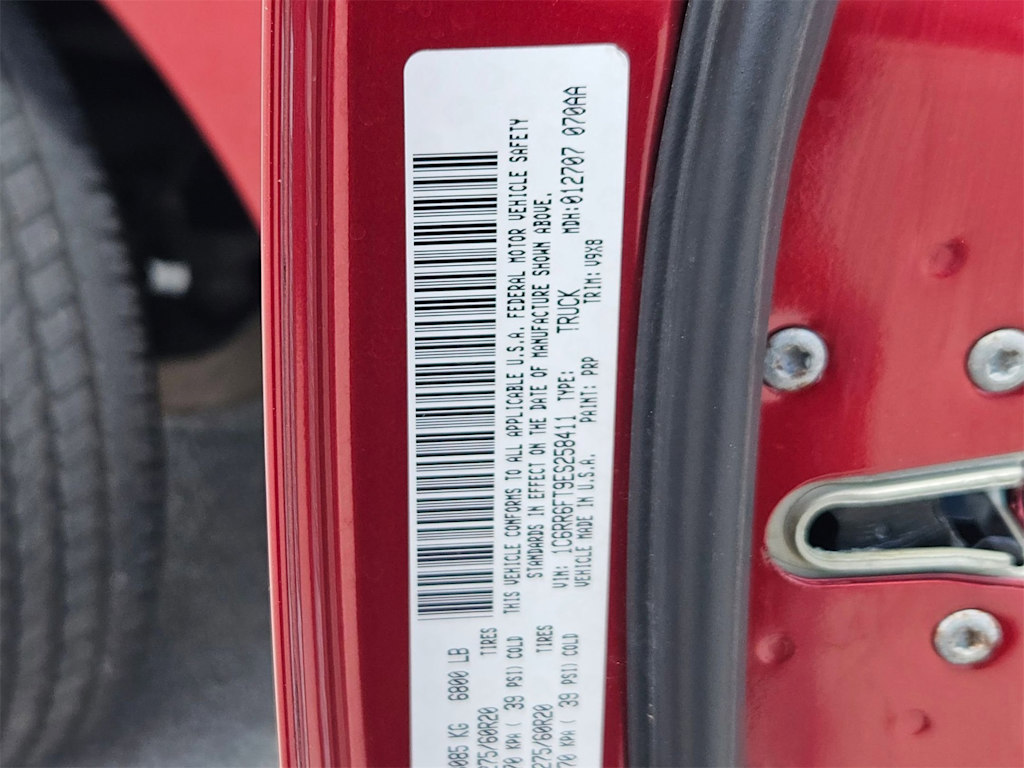 085 KG 6800 LB
275/60R20 TIRES
70 KPA ( 39 PSI) COLD
275/60R20 TIRES
70 KPA ( 39 PSI) COLD
THIS VEHICLE CONFORMS TO ALL APPLICABLE U.S.A. FEDERAL MOTOR VEHICLE SAFETY
STANDARDS IN EFFECT ON THE DATE OF MANUFACTURE SHOWN ABOVE.
VIN: 1C6RR6FT9ES258411 TYPE: TRUCK MDH:012707 070AA
VEHICLE MADE IN U.S.A. PAINT: PRP TRIM: V9X8